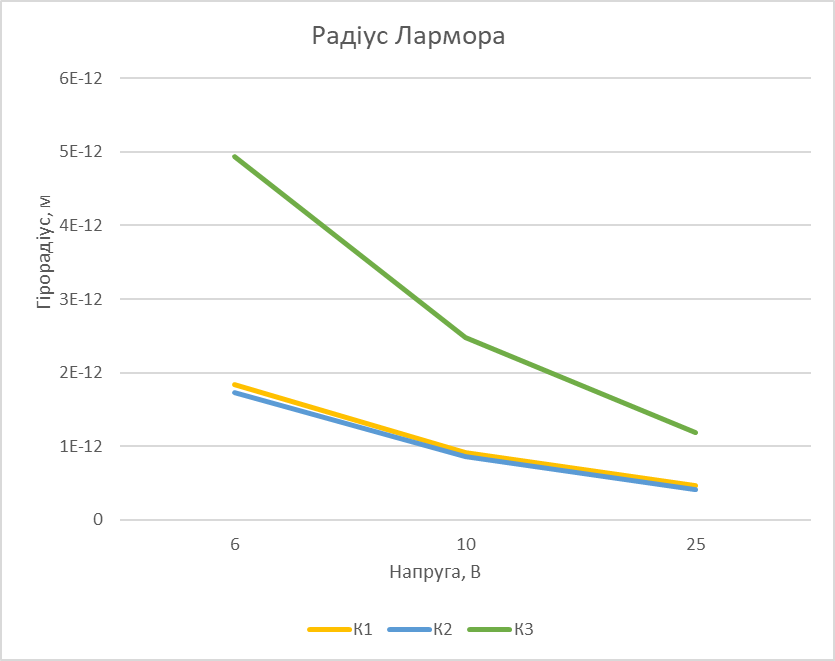 Радіус Лармора
6E-12
5E-12
4E-12
3E-12
2E-12
1E-12
0
Гірорадіус, м
6
10
25
Напруга, В
К1
К2
К3